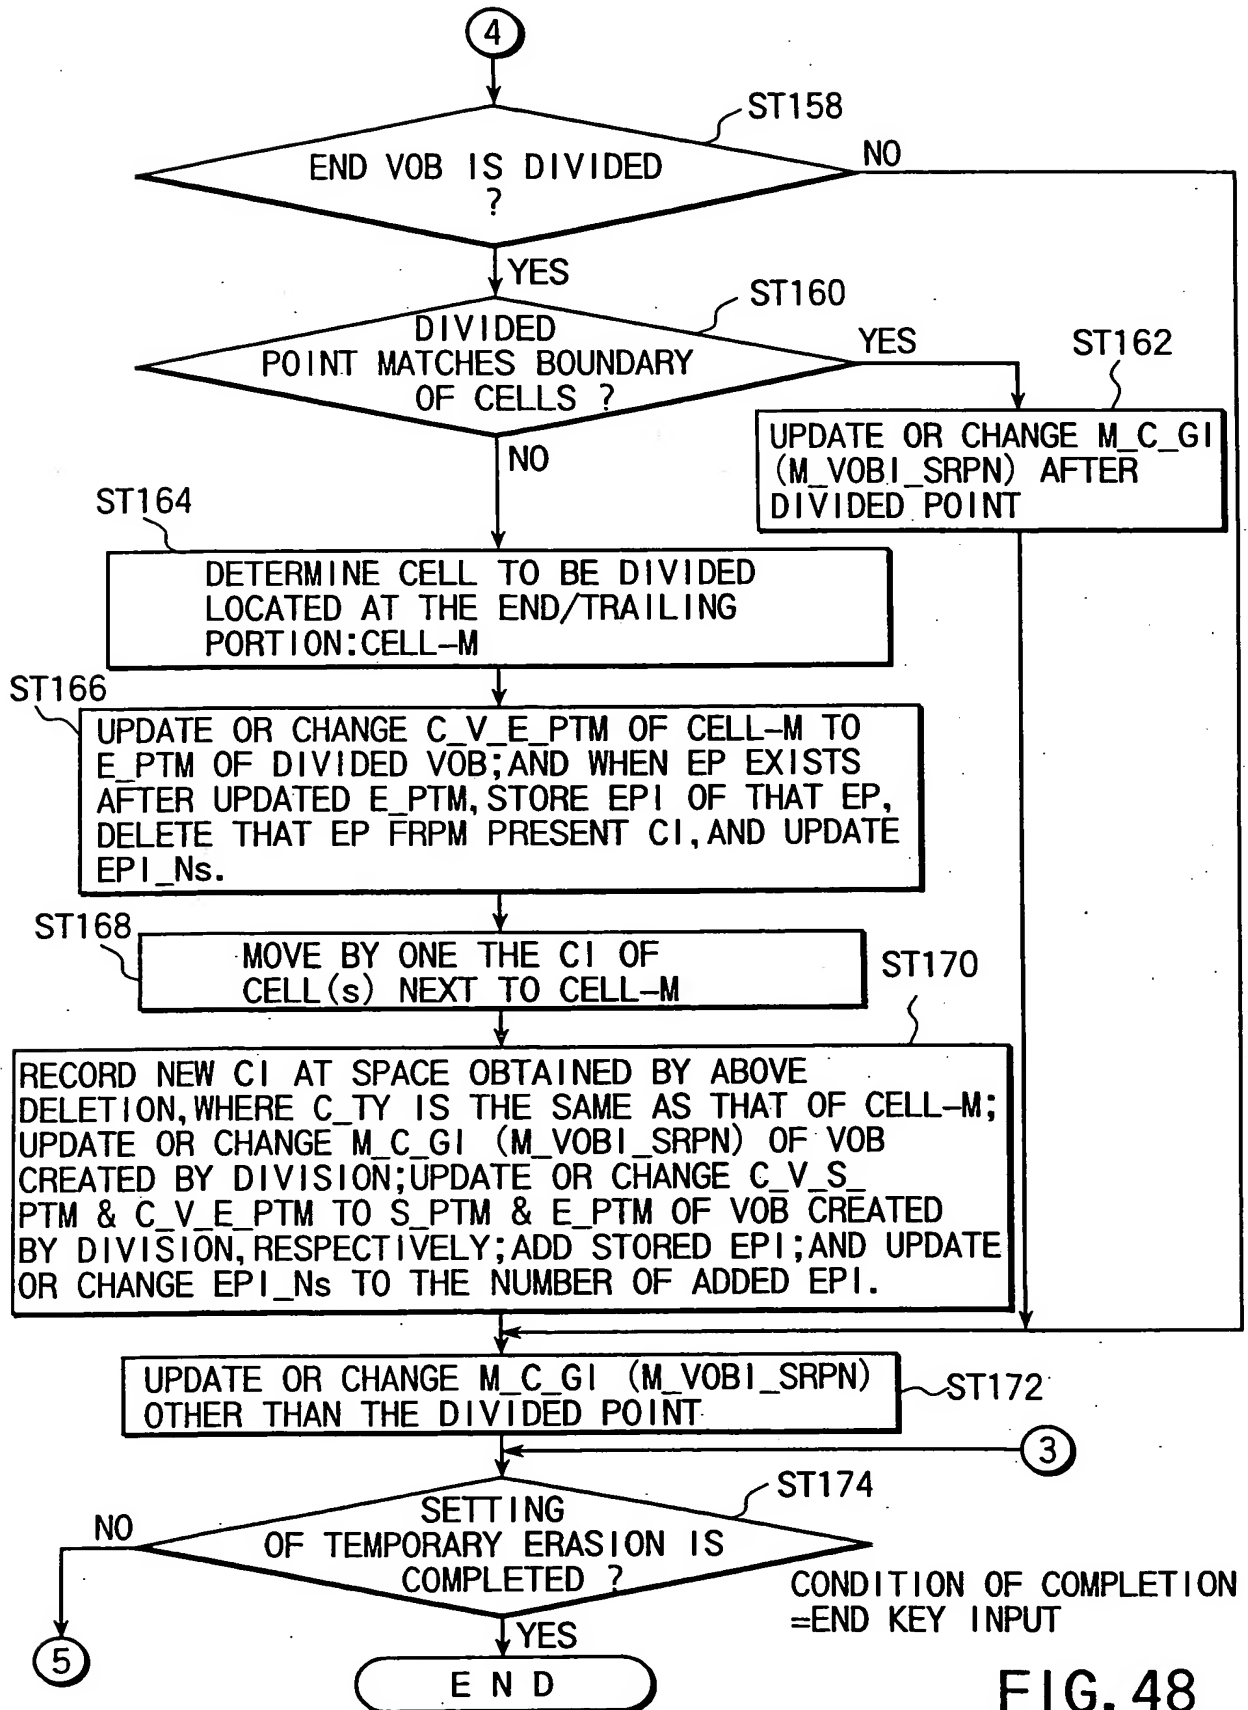 4
ST158
END VOB IS DIVIDED
?
NO
YES
ST160
DIVIDED
POINT MATCHES BOUNDARY
OF CELLS ?
YES
ST162
UPDATE OR CHANGE M_C_GI
(M_VOBI_SRPN) AFTER
DIVIDED POINT
NO
ST164
DETERMINE CELL TO BE DIVIDED
LOCATED AT THE END/TRAILING
PORTION:CELL-M
ST166
UPDATE OR CHANGE C_V_E_PTM OF CELL-M TO
E_PTM OF DIVIDED VOB;AND WHEN EP EXISTS
AFTER UPDATED E_PTM,STORE EPI OF THAT EP,
DELETE THAT EP FRPM PRESENT CI,AND UPDATE
EPI_Ns.
ST168
MOVE BY ONE THE CI OF
CELL(s) NEXT TO CELL-M
ST170
RECORD NEW CI AT SPACE OBTAINED BY ABOVE
DELETION,WHERE C_TY IS THE SAME AS THAT OF CELL-M;
UPDATE OR CHANGE M_C_GI (M_VOBI_SRPN) OF VOB
CREATED BY DIVISION;UPDATE OR CHANGE C_V_S_
PTM & C_V_E_PTM TO S_PTM & E_PTM OF VOB CREATED
BY DIVISION,RESPECTIVELY;ADD STORED EPI;AND UPDATE
OR CHANGE EPI_Ns TO THE NUMBER OF ADDED EPI.
UPDATE OR CHANGE M_C_GI (M_VOBI_SRPN)
OTHER THAN THE DIVIDED POINT
ST172
3
ST174
SETTING
OF TEMPORARY ERASION IS
COMPLETED ?
NO
CONDITION OF COMPLETION
=END KEY INPUT
5
YES
END
FIG. 48